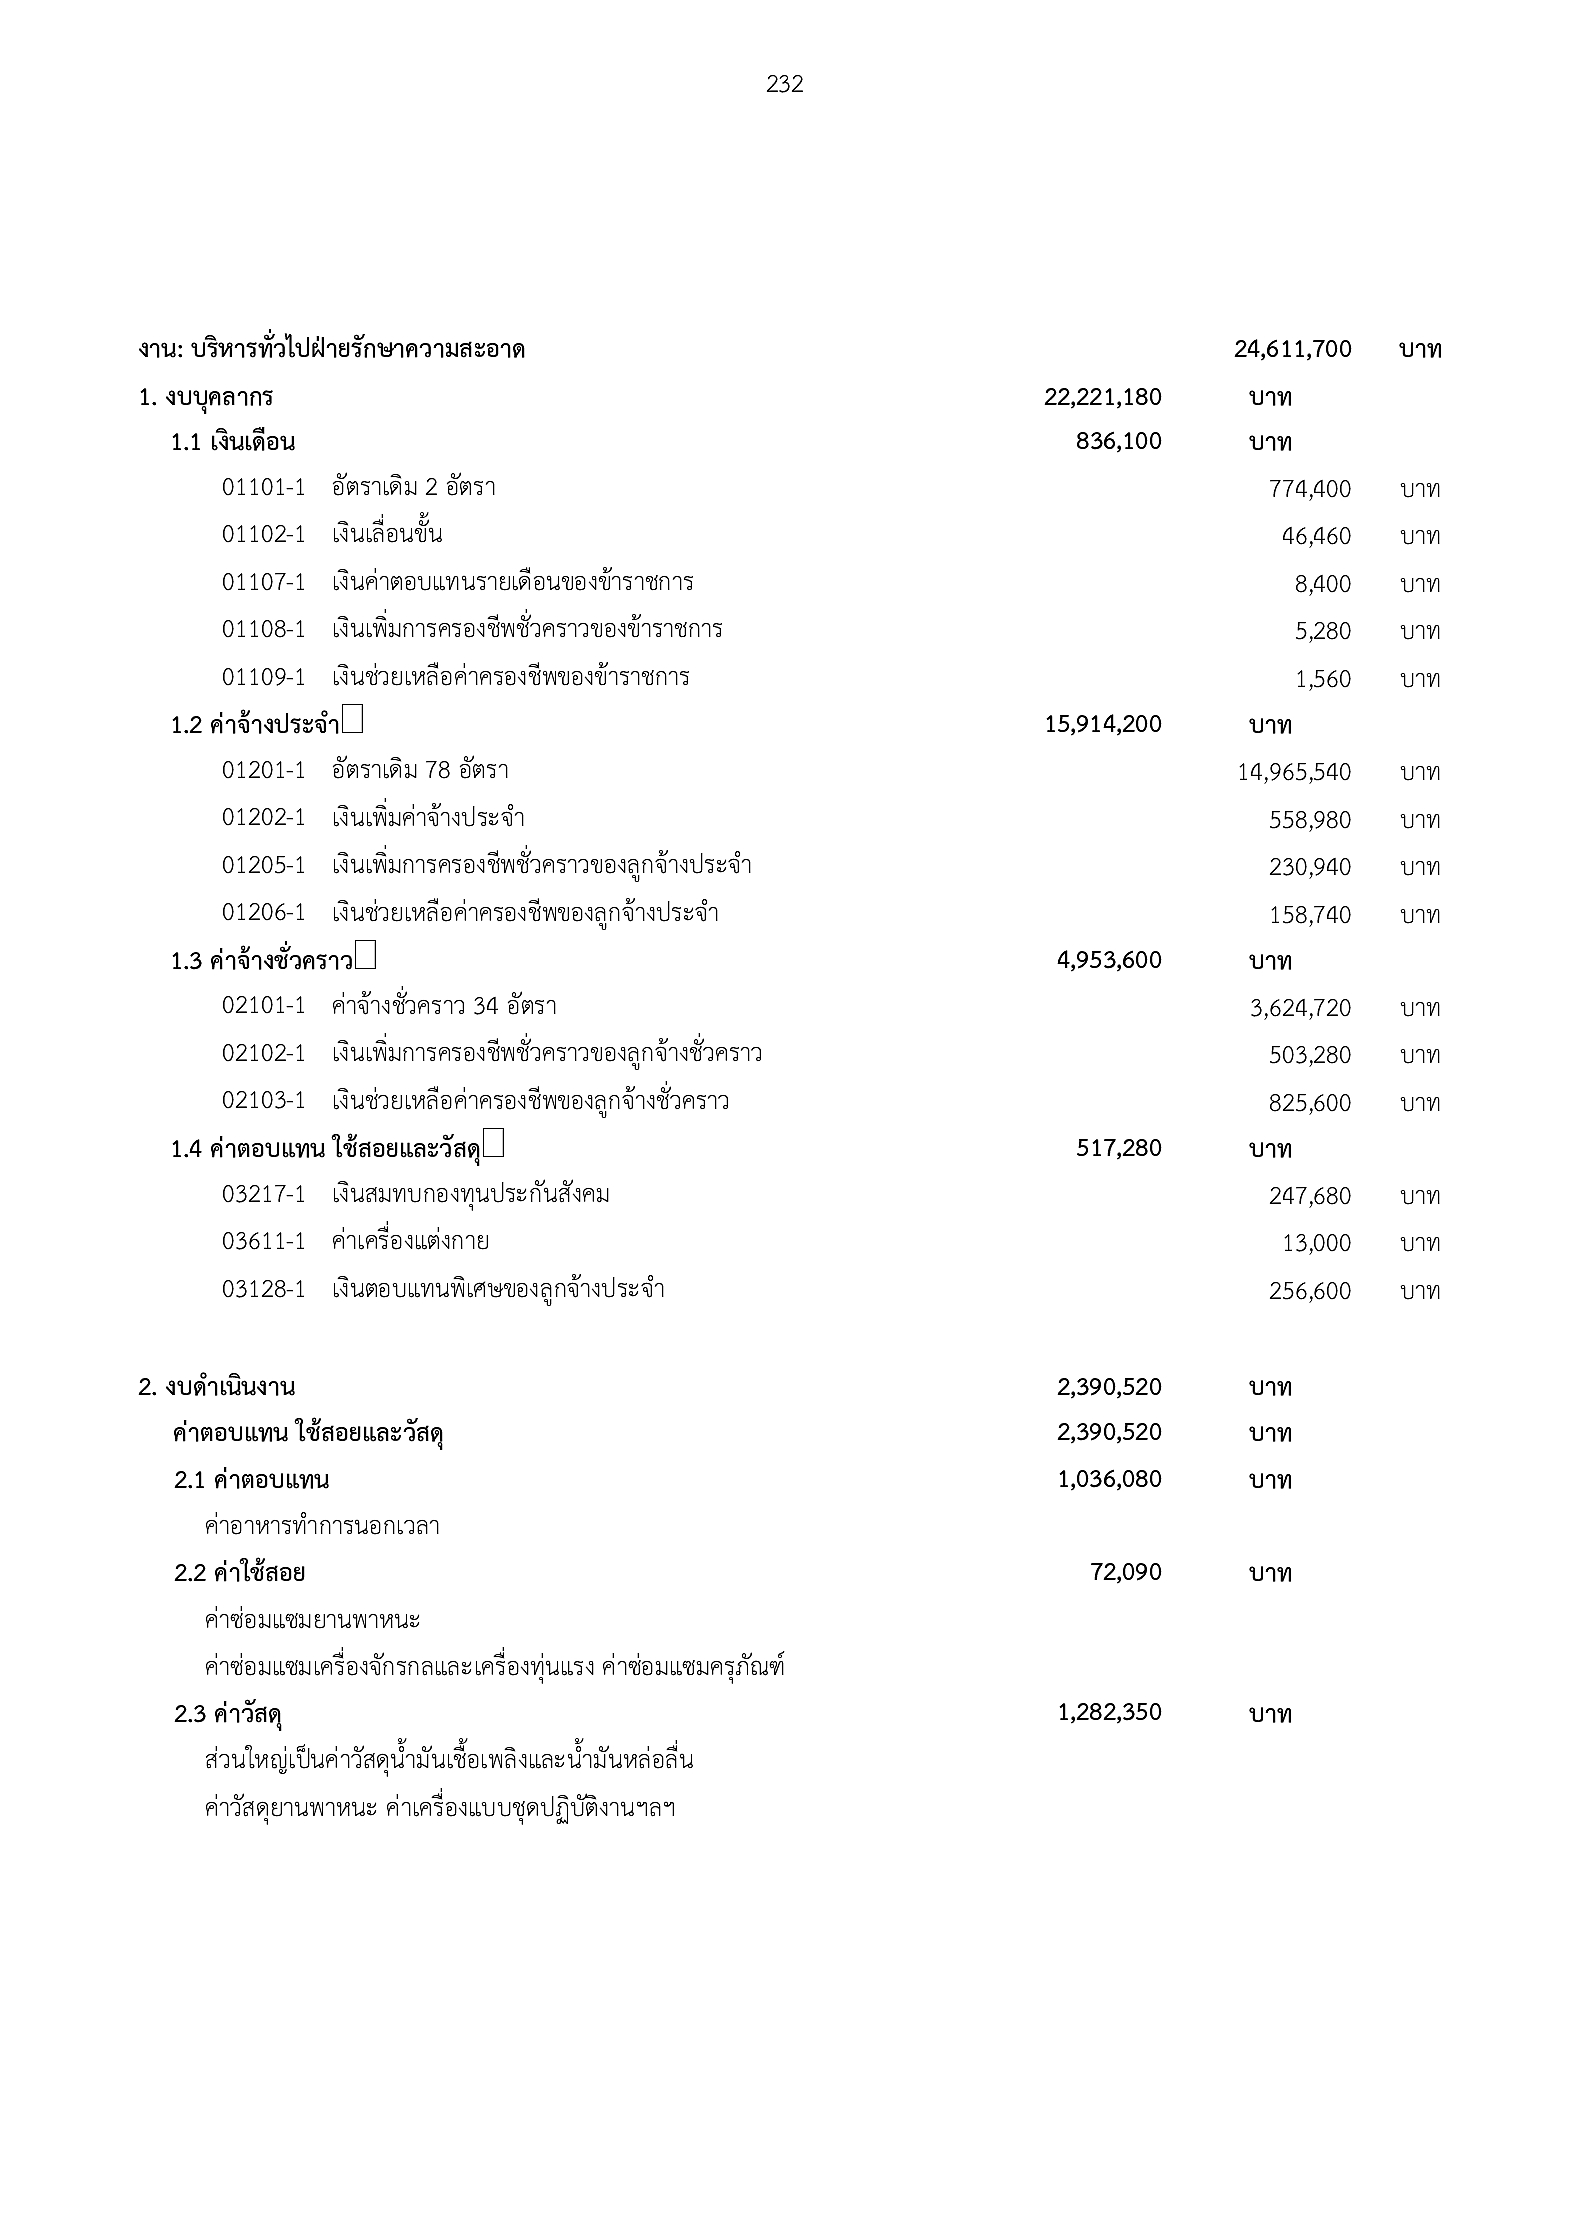 232
งาน: บริหารทั่วไปฝ่ายรักษาความสะอาด 24,611,700 บาท
1. งบบุคลากร 22,221,180 บาท
1.1 เงินเดือน 836,100 บาท
01101-1 อัตราเดิม 2 อัตรา 774,400 บาท
01102-1 เงินเลื่อนขั้น 46,460 บาท
01107-1 เงินค่าตอบแทนรายเดือนของข้าราชการ 8,400 บาท
01108-1 เงินเพิ่มการครองชีพชั่วคราวของข้าราชการ 5,280 บาท
01109-1 เงินช่วยเหลือค่าครองชีพของข้าราชการ 1,560 บาท
1.2 ค่าจ้างประจำ 15,914,200 บาท
01201-1 อัตราเดิม 78 อัตรา 14,965,540 บาท
01202-1 เงินเพิ่มค่าจ้างประจำ 558,980 บาท
01205-1 เงินเพิ่มการครองชีพชั่วคราวของลูกจ้างประจำ 230,940 บาท
01206-1 เงินช่วยเหลือค่าครองชีพของลูกจ้างประจำ 158,740 บาท
1.3 ค่าจ้างชั่วคราว 4,953,600 บาท
02101-1 ค่าจ้างชั่วคราว 34 อัตรา 3,624,720 บาท
02102-1 เงินเพิ่มการครองชีพชั่วคราวของลูกจ้างชั่วคราว 503,280 บาท
02103-1 เงินช่วยเหลือค่าครองชีพของลูกจ้างชั่วคราว 825,600 บาท
1.4 ค่าตอบแทน ใช้สอยและวัสดุ 517,280 บาท
03217-1 เงินสมทบกองทุนประกันสังคม 247,680 บาท
03611-1 ค่าเครื่องแต่งกาย 13,000 บาท
03128-1 เงินตอบแทนพิเศษของลูกจ้างประจำ 256,600 บาท
2. งบดำเนินงาน 2,390,520 บาท
ค่าตอบแทน ใช้สอยและวัสดุ 2,390,520 บาท
2.1 ค่าตอบแทน 1,036,080 บาท
ค่าอาหารทำการนอกเวลา
2.2 ค่าใช้สอย 72,090 บาท
ค่าซ่อมแซมยานพาหนะ
ค่าซ่อมแซมเครื่องจักรกลและเครื่องทุ่นแรง ค่าซ่อมแซมครุภัณฑ์
2.3 ค่าวัสดุ 1,282,350 บาท
ส่วนใหญ่เป็นค่าวัสดุน้ำมันเชื้อเพลิงและน้ำมันหล่อลื่น
ค่าวัสดุยานพาหนะ ค่าเครื่องแบบชุดปฏิบัติงานฯลฯ